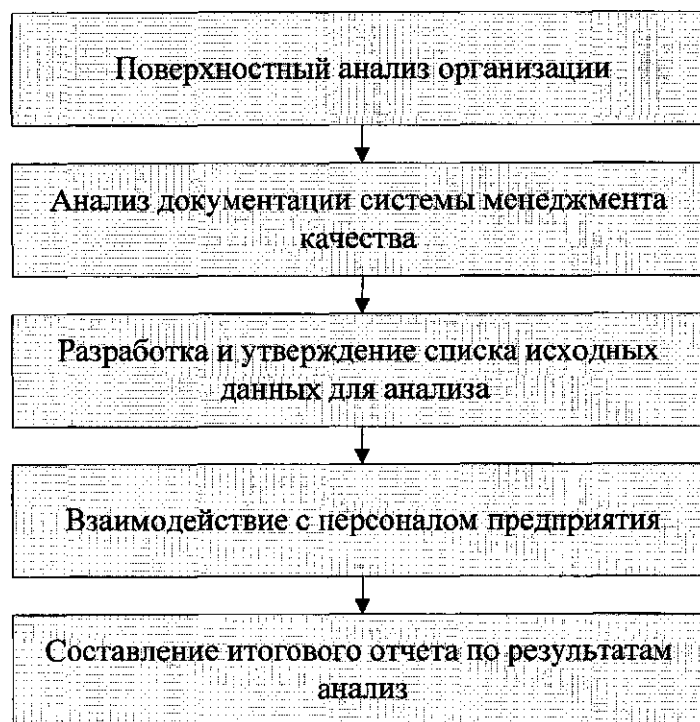 Поверхностный анализ организации
Анализ документации системы менеджмента
качества
Разработка и утверждение списка исходных
данных для анализа
Взаимодействие с персоналом предприятия
Составление итогового отчета по результатам
анализ